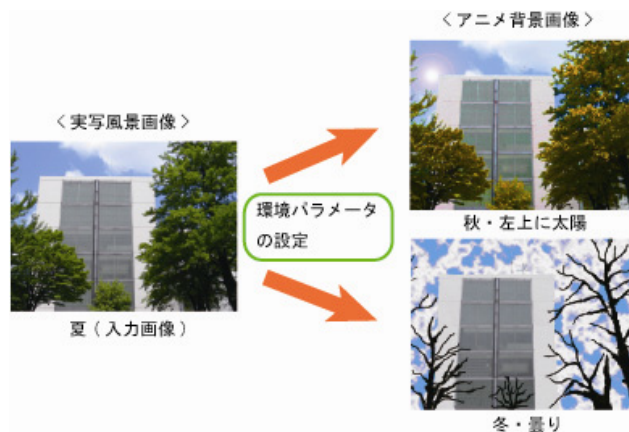 ＜実写風景画像＞
夏（入力画像）
環境パラメータ
の設定
＜アニメ背景画像＞
秋・左上に太陽
冬・曇り